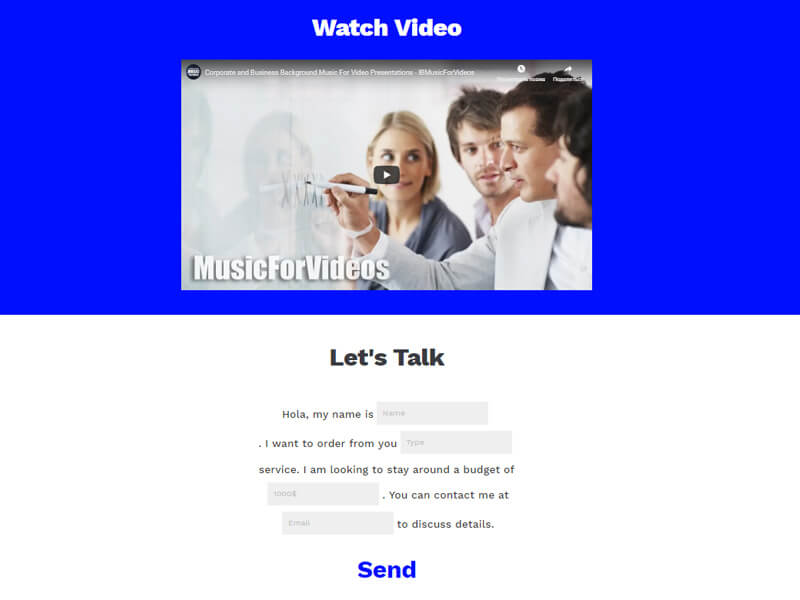 Watch Video
Corporate and Business Background Music For Video Presentations - IBMusicForVideos
MusicForVideos
Let's Talk
Hola, my name is Name
. I want to order from you Type
service. I am looking to stay around a budget of
1000$ . You can contact me at
Email to discuss details.
Send